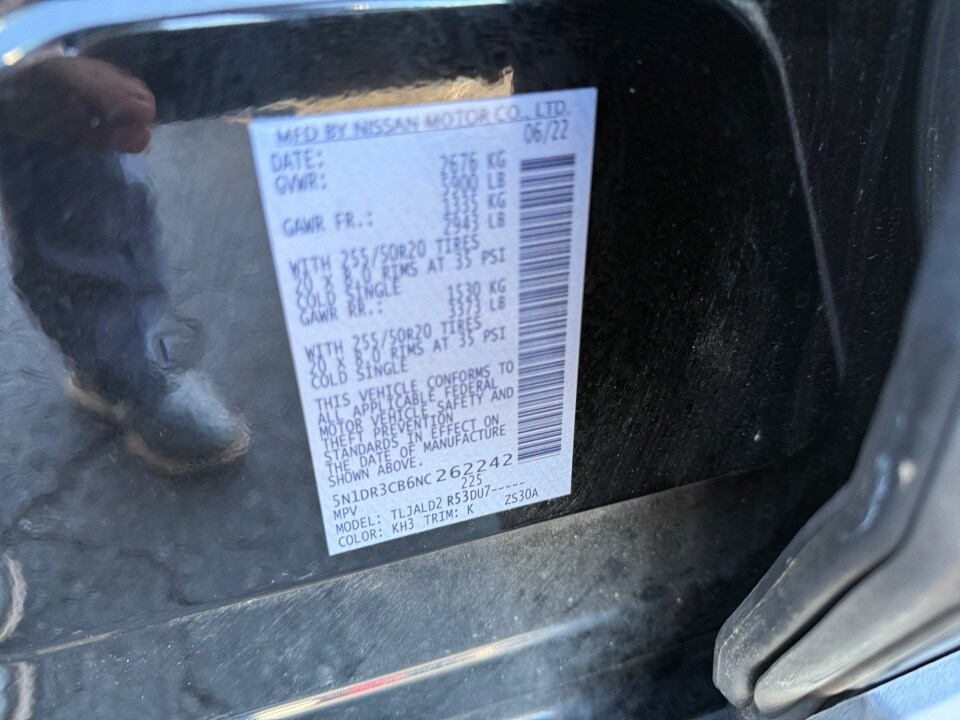 MFD BY NISSAN MOTOR CO., LTD.
DATE: 06/22
GVWR: 2676 KG
5900 LB
GAWR FR.: 1335 KG
2943 LB
WITH 255/50R20 TIRES
20 X 8.0 RIMS AT 35 PSI
COLD SINGLE
GAWR RR.: 1530 KG
3373 LB
WITH 255/50R20 TIRES
20 X 8.0 RIMS AT 35 PSI
COLD SINGLE
THIS VEHICLE CONFORMS TO
ALL APPLICABLE FEDERAL
MOTOR VEHICLE SAFETY AND
THEFT PREVENTION
STANDARDS IN EFFECT ON
THE DATE OF MANUFACTURE
SHOWN ABOVE.
5N1DR3CB6NC262242
MPV 225
MODEL: TLJALD2 R53DU7-----
COLOR: KH3 TRIM: K ZS30A